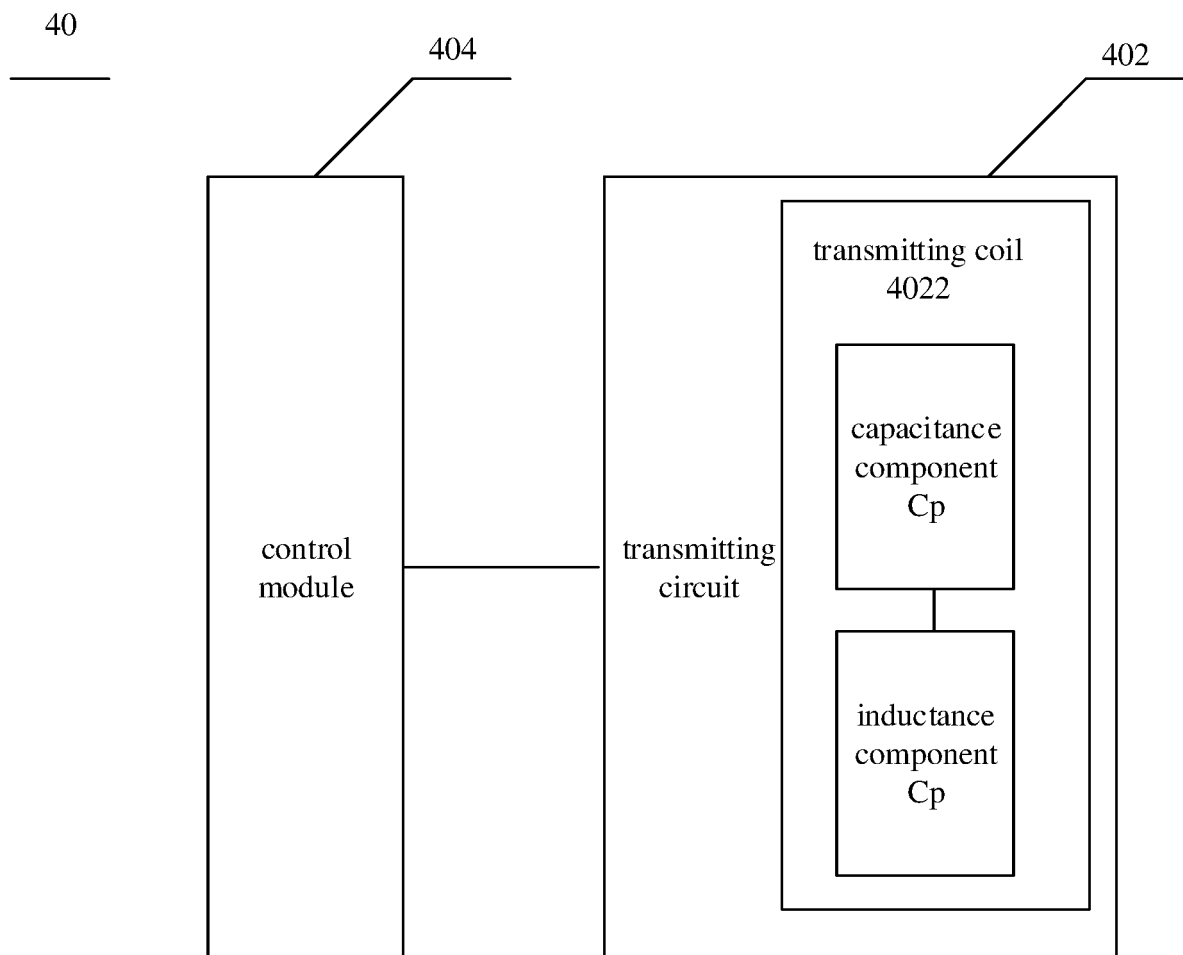 40
404
402
transmitting coil
4022
capacitance
component
Cp
control
module
transmitting
circuit
inductance
component
Cp